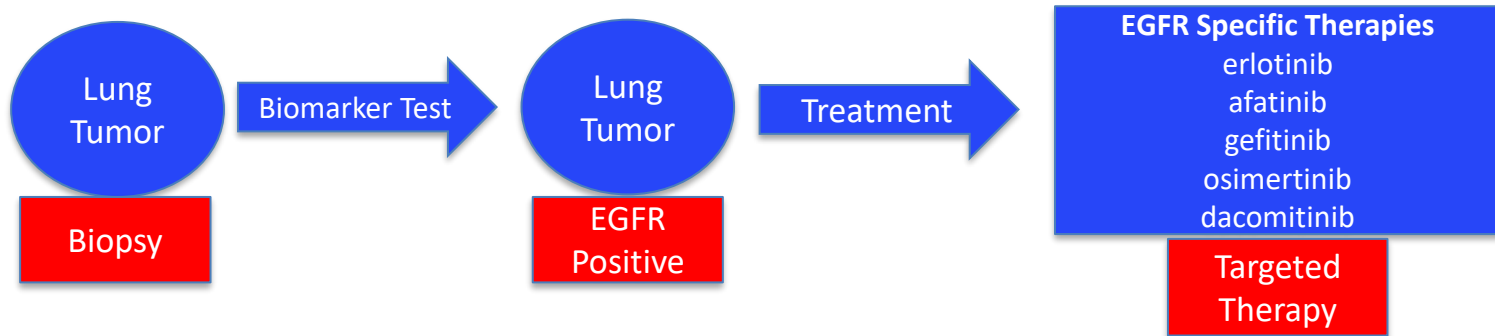 Lung
Tumor
Biopsy
Biomarker Test
Lung
Tumor
EGFR
Positive
Treatment
EGFR Specific Therapies
erlotinib
afatinib
gefitinib
osimertinib
dacomitinib
Targeted
Therapy